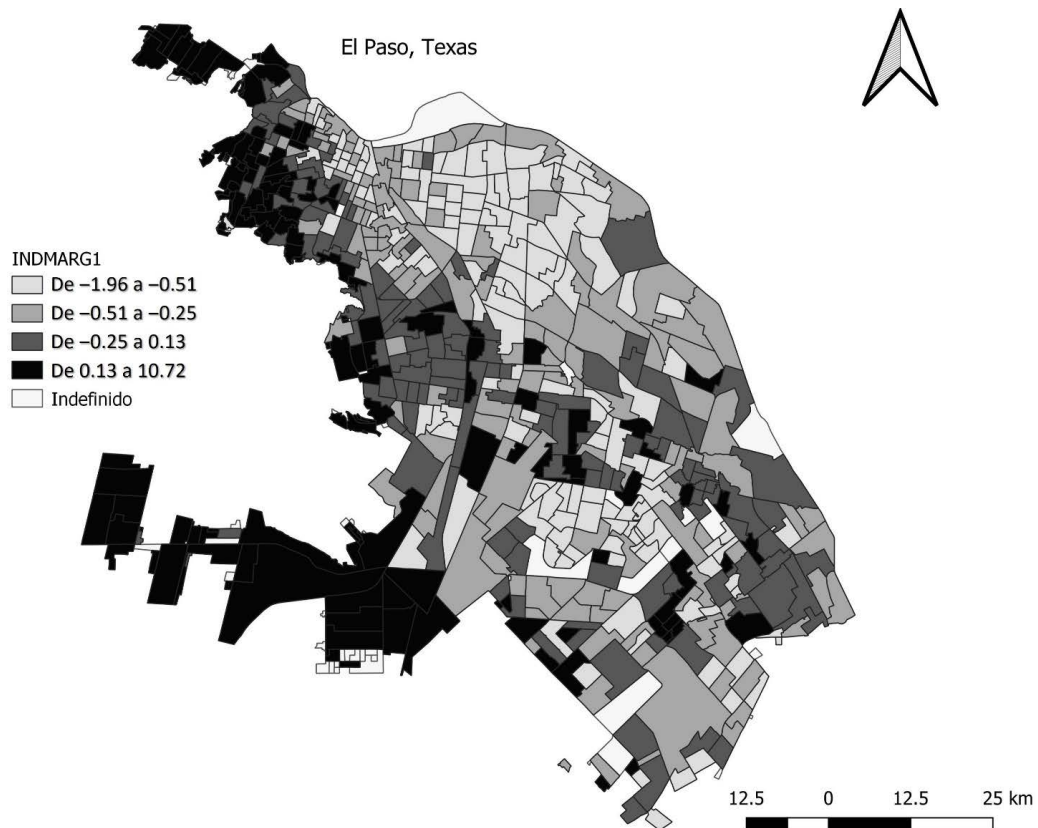 El Paso, Texas
INDMARG1
De –1.96 a –0.51
De –0.51 a –0.25
De –0.25 a 0.13
De 0.13 a 10.72
Indefinido
12.5 0 12.5 25 km